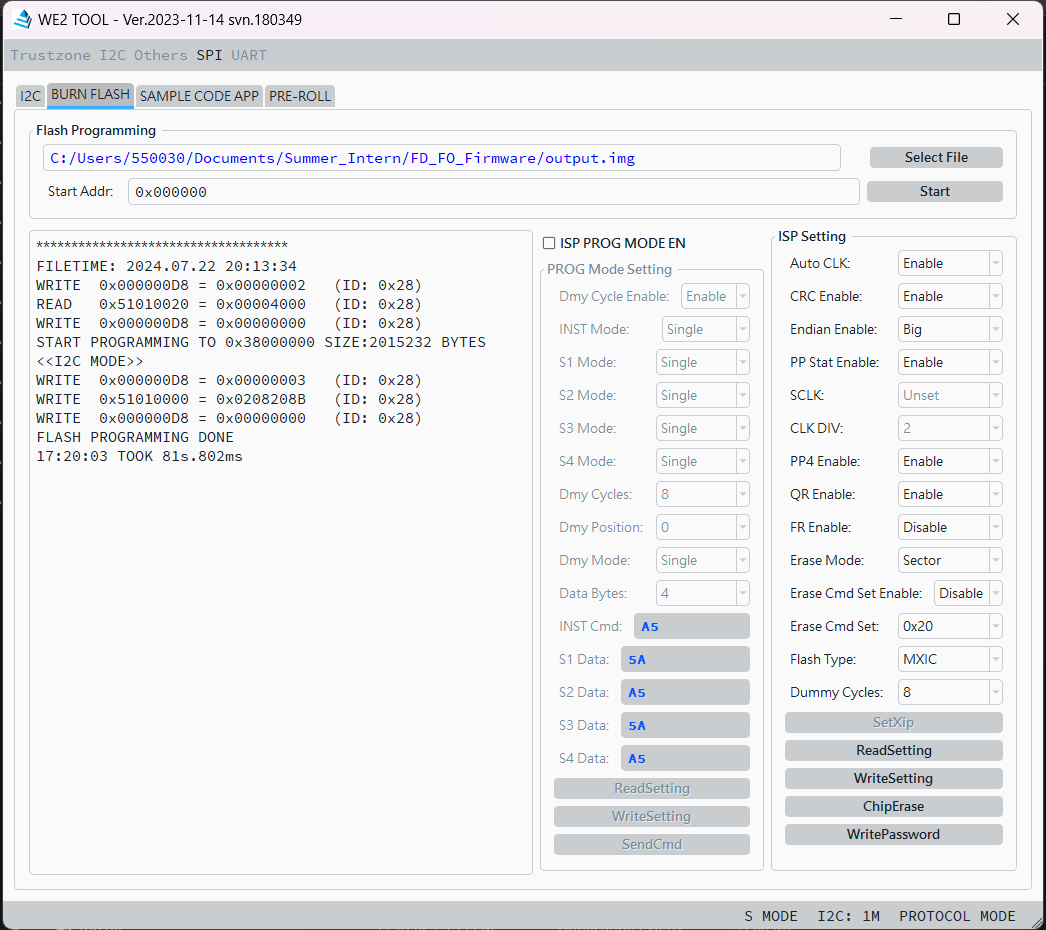 WE2 TOOL - Ver.2023-11-14 svn.180349
Trustzone I2C Others SPI UART
I2C BURN FLASH SAMPLE CODE APP PRE-ROLL
Flash Programming
C:/Users/550030/Documents/Summer_Intern/FD_FO_Firmware/output.img
Select File
Start Addr: 0x000000
Start
************************************
FILETIME: 2024.07.22 20:13:34
WRITE 0x000000D8 = 0x00000002 (ID: 0x28)
READ 0x51010020 = 0x00004000 (ID: 0x28)
WRITE 0x000000D8 = 0x00000000 (ID: 0x28)
START PROGRAMMING TO 0x38000000 SIZE:2015232 BYTES
<<I2C MODE>>
WRITE 0x000000D8 = 0x00000003 (ID: 0x28)
WRITE 0x51010000 = 0x0208208B (ID: 0x28)
WRITE 0x000000D8 = 0x00000000 (ID: 0x28)
FLASH PROGRAMMING DONE
17:20:03 TOOK 81s.802ms
ISP PROG MODE EN
PROG Mode Setting
Dmy Cycle Enable: Enable
INST Mode: Single
S1 Mode: Single
S2 Mode: Single
S3 Mode: Single
S4 Mode: Single
Dmy Cycles: 8
Dmy Position: 0
Dmy Mode: Single
Data Bytes: 4
INST Cmd: A5
S1 Data: 5A
S2 Data: A5
S3 Data: 5A
S4 Data: A5
ReadSetting
WriteSetting
SendCmd
ISP Setting
Auto CLK: Enable
CRC Enable: Enable
Endian Enable: Big
PP Stat Enable: Enable
SCLK: Unset
CLK DIV: 2
PP4 Enable: Enable
QR Enable: Enable
FR Enable: Disable
Erase Mode: Sector
Erase Cmd Set Enable: Disable
Erase Cmd Set: 0x20
Flash Type: MXIC
Dummy Cycles: 8
SetXip
ReadSetting
WriteSetting
ChipErase
WritePassword
S MODE I2C: 1M PROTOCOL MODE